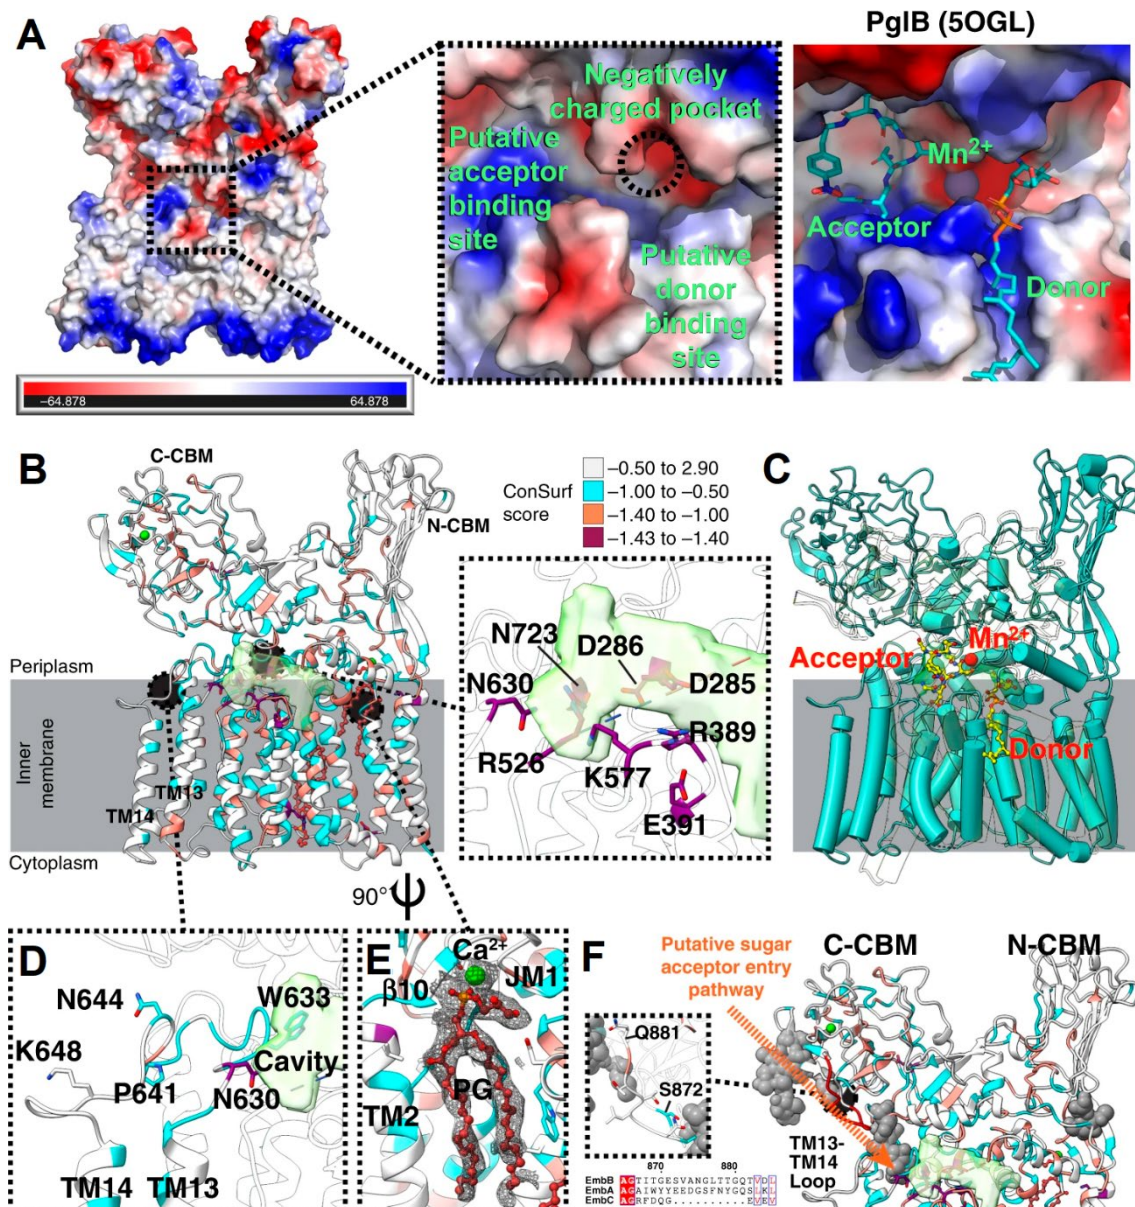 A
PglB (5OGL)
Negatively
charged pocket
Putative
acceptor
binding
site
Putative
donor
binding
site
Mn²⁺
Acceptor
Donor
−64.878
64.878
B
C-CBM
N-CBM
ConSurf
score
−0.50 to 2.90
−1.00 to −0.50
−1.40 to −1.00
−1.43 to −1.40
Periplasm
Inner
membrane
Cytoplasm
TM13
TM14
N723
D286
N630
D285
R389
R526
K577
E391
90°
C
Mn²⁺
Acceptor
Donor
D
N644
W633
K648
Cavity
P641
N630
TM14
TM13
E
Ca²⁺
β10
JM1
PG
TM2
F
Putative sugar
acceptor entry
pathway
C-CBM
N-CBM
Q881
S872
TM13-
TM14
Loop
870 880
EmbB AGTITGESVANGLTTGQTVDL
EmbA AGAIWYYEEDGSFNYGQSLKL
EmbC AGRFDQG..........EVEV